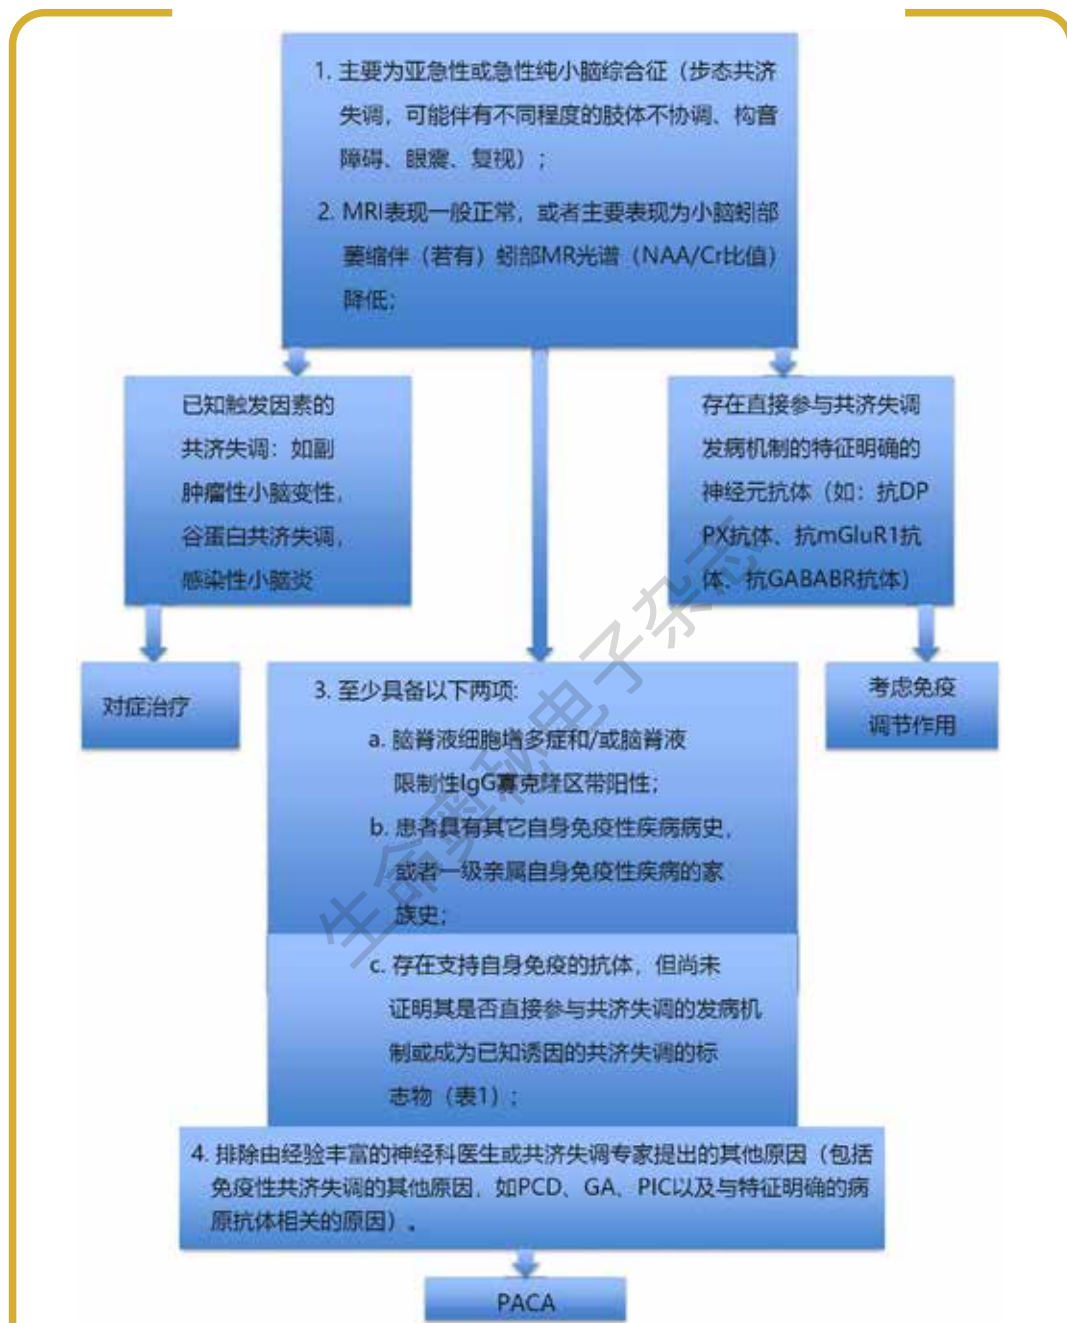 1. 主要为亚急性或急性纯小脑综合征（步态共济
失调，可能伴有不同程度的肢体不协调、构音
障碍、眼震、复视）；
2. MRI表现一般正常，或者主要表现为小脑蚓部
萎缩伴（若有）蚓部MR光谱（NAA/Cr比值）
降低；
已知触发因素的
共济失调：如副
肿瘤性小脑变性，
谷蛋白共济失调，
感染性小脑炎
存在直接参与共济失调
发病机制的特征明确的
神经元抗体（如：抗DP
PX抗体、抗mGluR1抗
体、抗GABABR抗体）
对症治疗
考虑免疫
调节作用
3. 至少具备以下两项:
a. 脑脊液细胞增多症和/或脑脊液
限制性IgG寡克隆区带阳性；
b. 患者具有其它自身免疫性疾病病史，
或者一级亲属自身免疫性疾病的家
族史；
c. 存在支持自身免疫的抗体，但尚未
证明其是否直接参与共济失调的发病机
制或成为已知诱因的共济失调的标
志物（表1）；
4. 排除由经验丰富的神经科医生或共济失调专家提出的其他原因（包括
免疫性共济失调的其他原因，如PCD、GA、PIC以及与特征明确的病
原抗体相关的原因）。
PACA
生命奥秘电子杂志